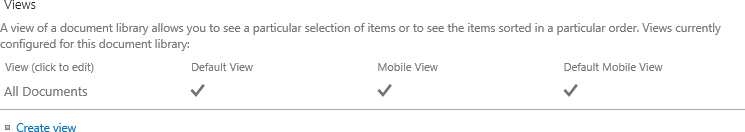 Views
A view of a document library allows you to see a particular selection of items or to see the items sorted in a particular order. Views currently
configured for this document library:
View (click to edit) Default View Mobile View Default Mobile View
All Documents
Create view